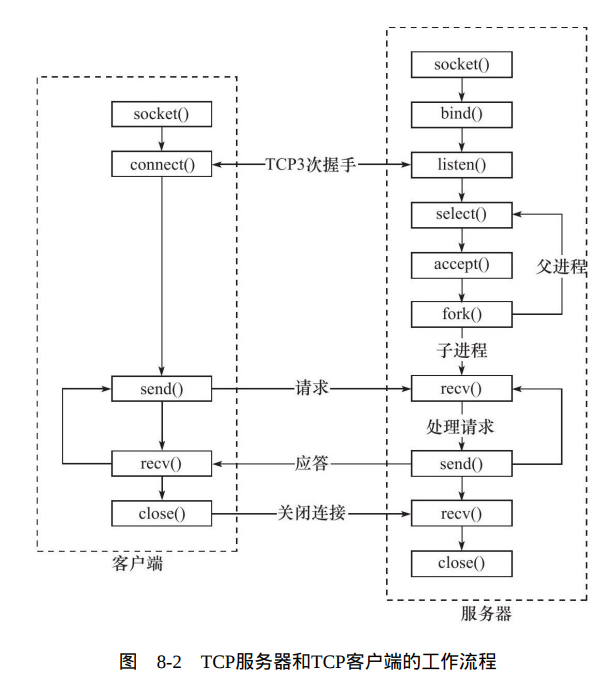 socket()
bind()
socket()
connect()
TCP3次握手
listen()
select()
accept()
父进程
fork()
子进程
send()
请求
recv()
处理请求
recv()
应答
send()
close()
关闭连接
recv()
close()
客户端
服务器
图 8-2 TCP服务器和TCP客户端的工作流程